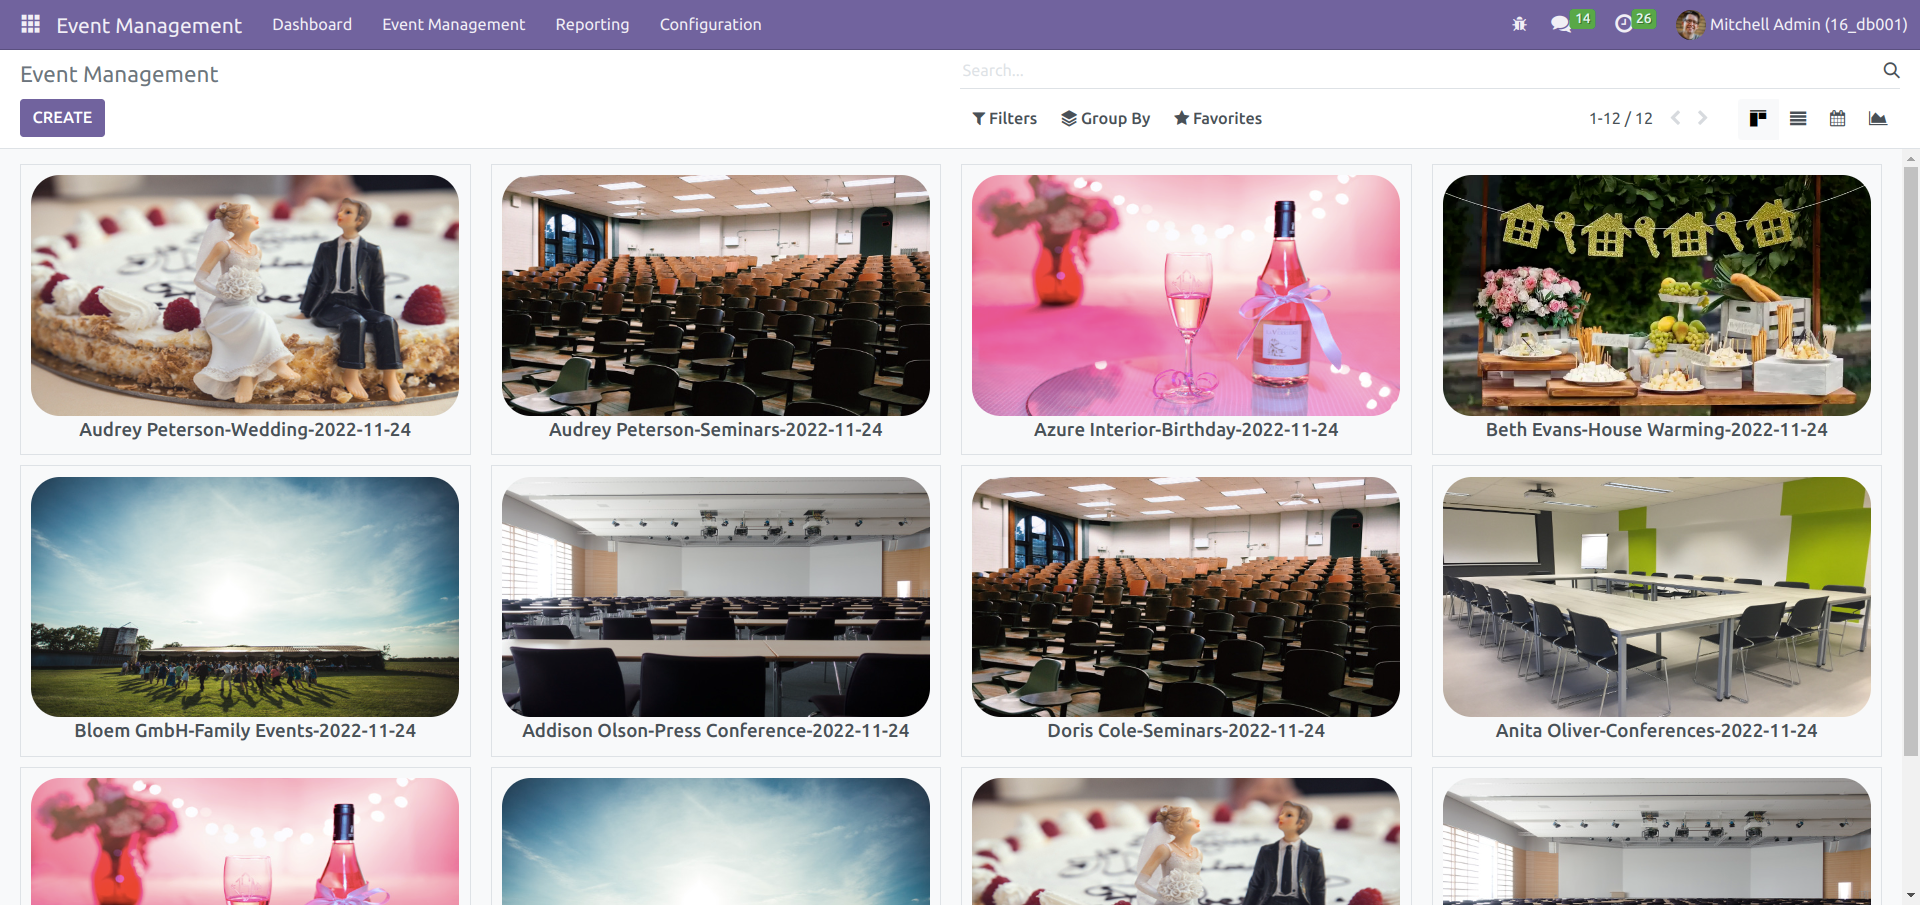 Event Management Dashboard Event Management Reporting Configuration 14 26 Mitchell Admin (16_db001)
Event Management
Search...
CREATE
Filters Group By Favorites 1-12 / 12
Audrey Peterson-Wedding-2022-11-24
Audrey Peterson-Seminars-2022-11-24
Azure Interior-Birthday-2022-11-24
Beth Evans-House Warming-2022-11-24
Bloem GmbH-Family Events-2022-11-24
Addison Olson-Press Conference-2022-11-24
Doris Cole-Seminars-2022-11-24
Anita Oliver-Conferences-2022-11-24